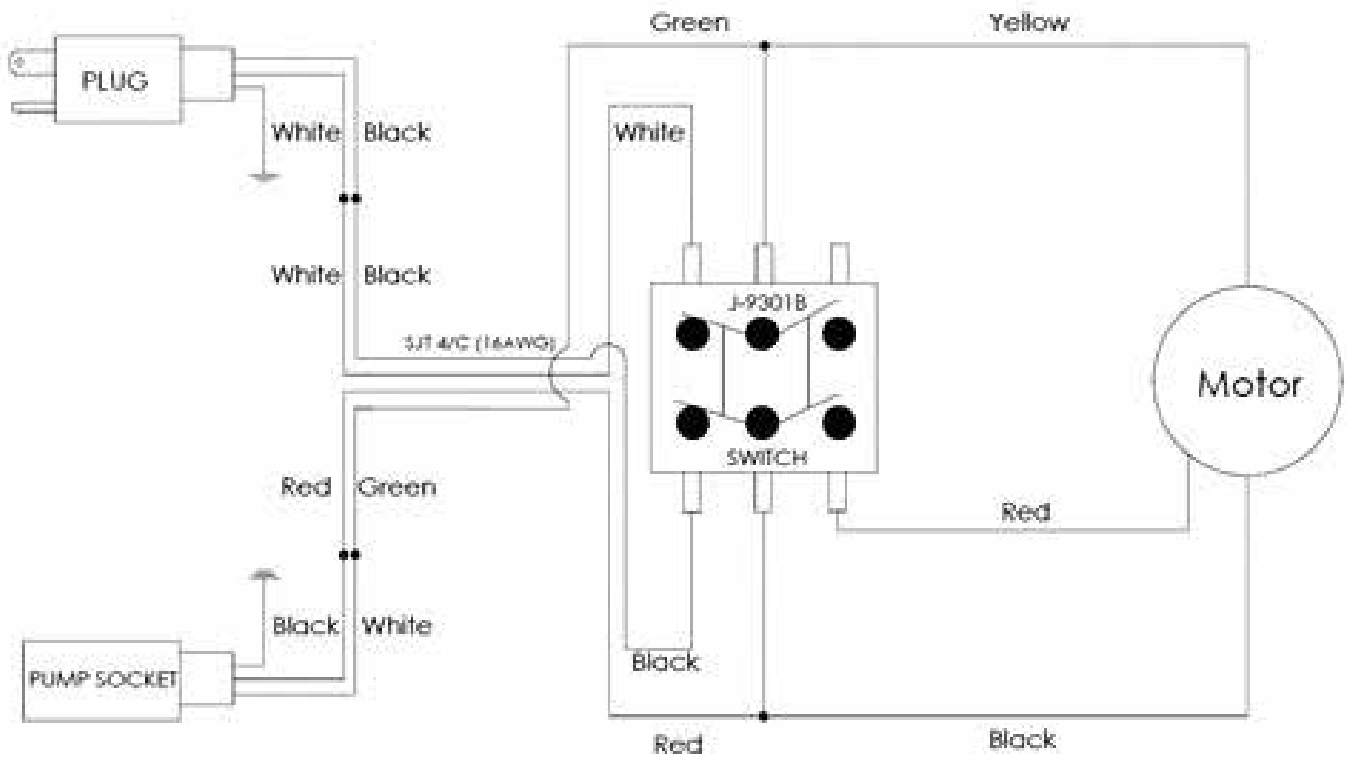 Green
Yellow
PLUG
White
Black
White
White
Black
J-9301B
SJT 4/C (16AWG)
Motor
SWITCH
Red
Green
Red
Black
White
PUMP SOCKET
Black
Red
Black